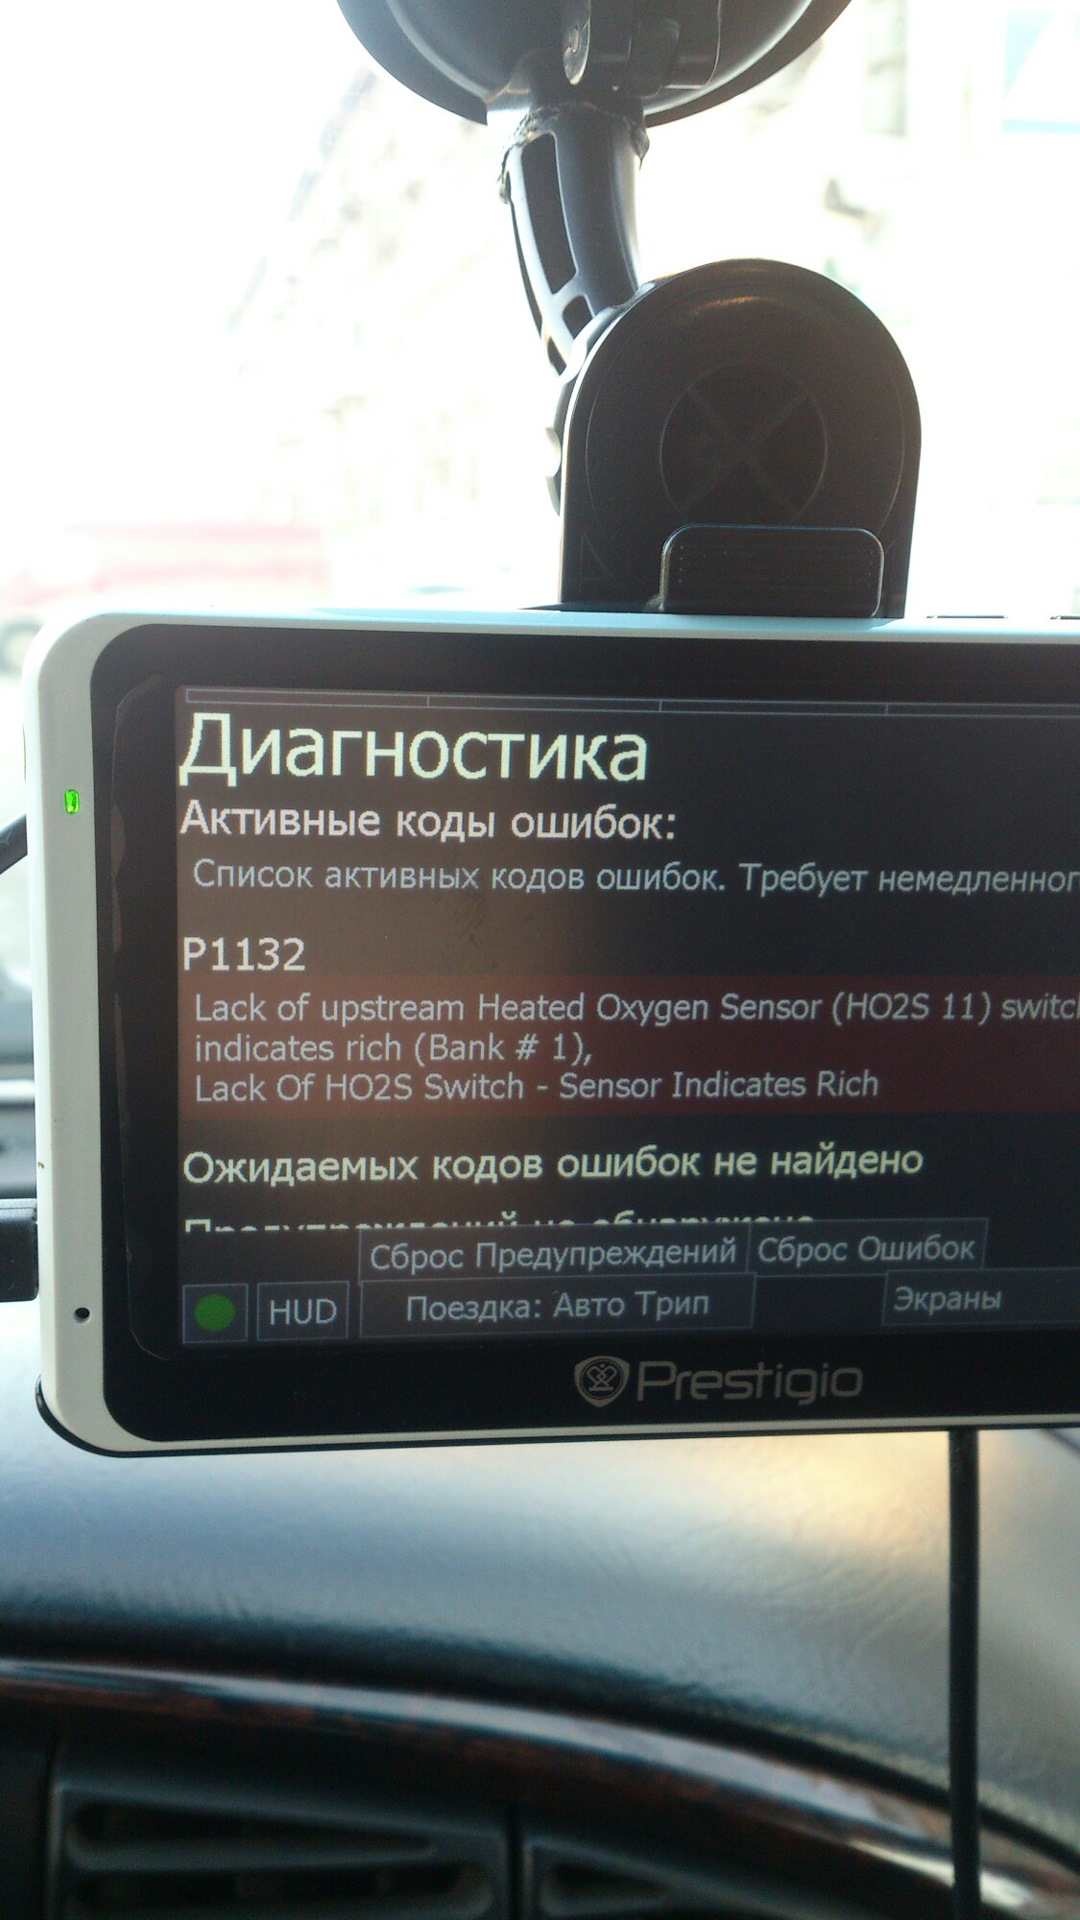 Диагностика
Активные коды ошибок:
Список активных кодов ошибок. Требует
P1132
Lack of upstream Heated Oxygen Sensor (HO2S 11)
indicates rich (Bank # 1),
Lack Of HO2S Switch - Sensor Indicates Rich
Ожидаемых кодов ошибок не найдено
Сброс Предупреждений Сброс Ошибок
HUD Поездка: Авто Трип Экраны
Prestigio